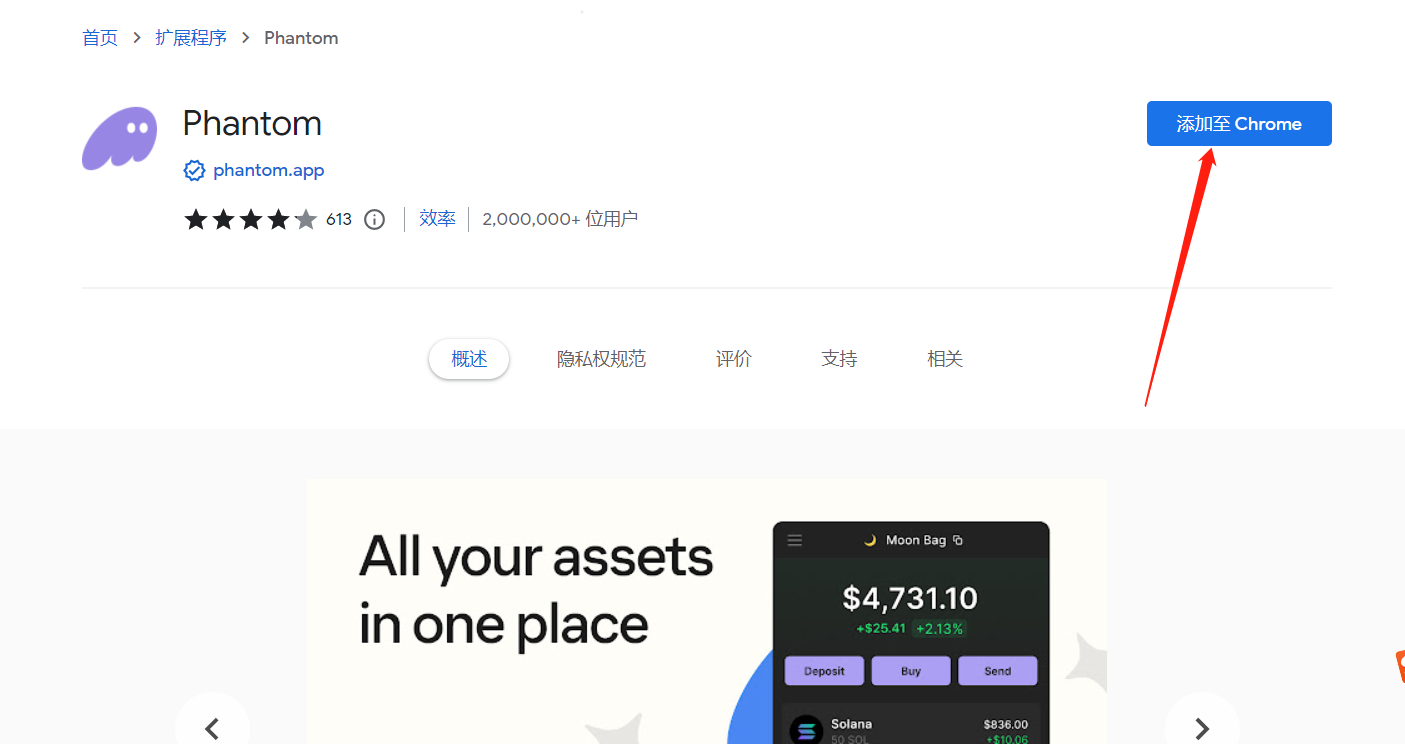 首页 > 扩展程序 > Phantom
Phantom
添加至 Chrome
phantom.app
613 效率 2,000,000+ 位用户
概述 隐私权规范 评价 支持 相关
All your assets
in one place
Moon Bag
$4,731.10
+$25.41 +2.13%
Deposit Buy Send
Solana $836.00
50 SOL +$10.06